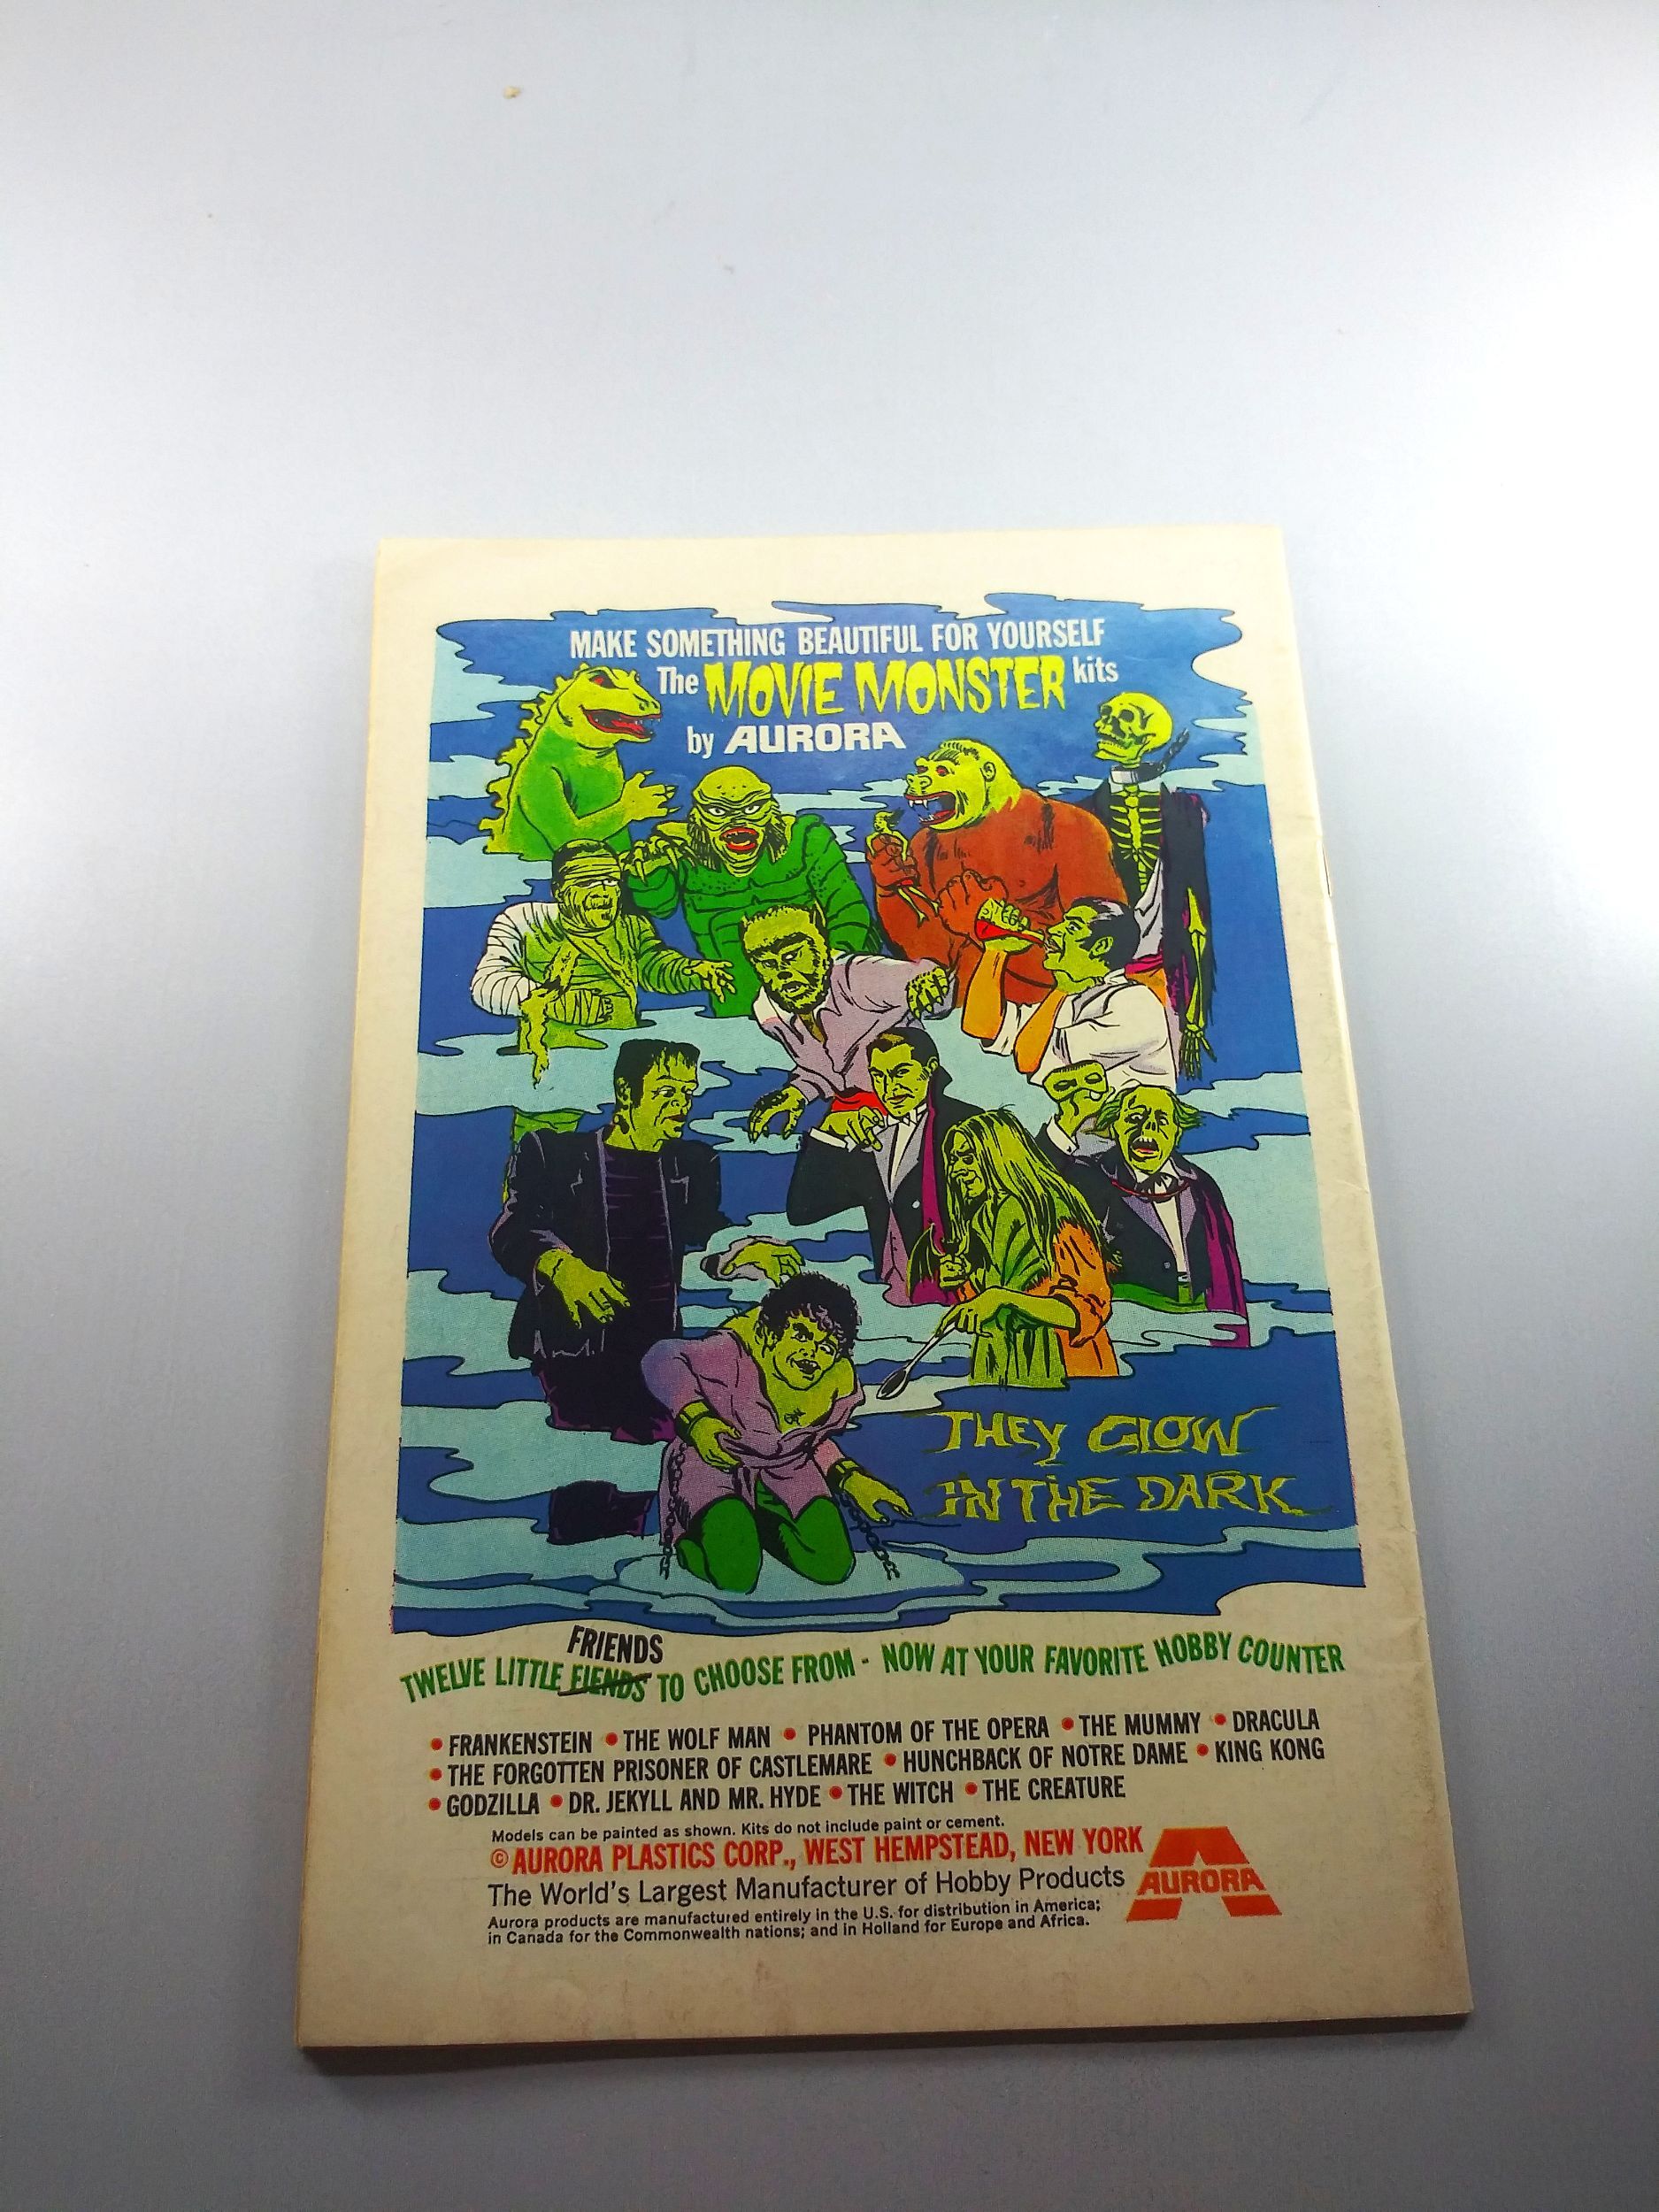 MAKE SOMETHING BEAUTIFUL FOR YOURSELF
The MOVIE MONSTER kits
by AURORA
THEY GLOW
IN THE DARK
FRIENDS
TWELVE LITTLE FIENDS TO CHOOSE FROM - NOW AT YOUR FAVORITE HOBBY COUNTER
• FRANKENSTEIN • THE WOLF MAN • PHANTOM OF THE OPERA • THE MUMMY • DRACULA
• THE FORGOTTEN PRISONER OF CASTLEMARE • HUNCHBACK OF NOTRE DAME • KING KONG
• GODZILLA • DR. JEKYLL AND MR. HYDE • THE WITCH • THE CREATURE
Models can be painted as shown. Kits do not include paint or cement.
© AURORA PLASTICS CORP., WEST HEMPSTEAD, NEW YORK
The World's Largest Manufacturer of Hobby Products
Aurora products are manufactured entirely in the U.S. for distribution in America;
in Canada for the Commonwealth nations; and in Holland for Europe and Africa.
AURORA